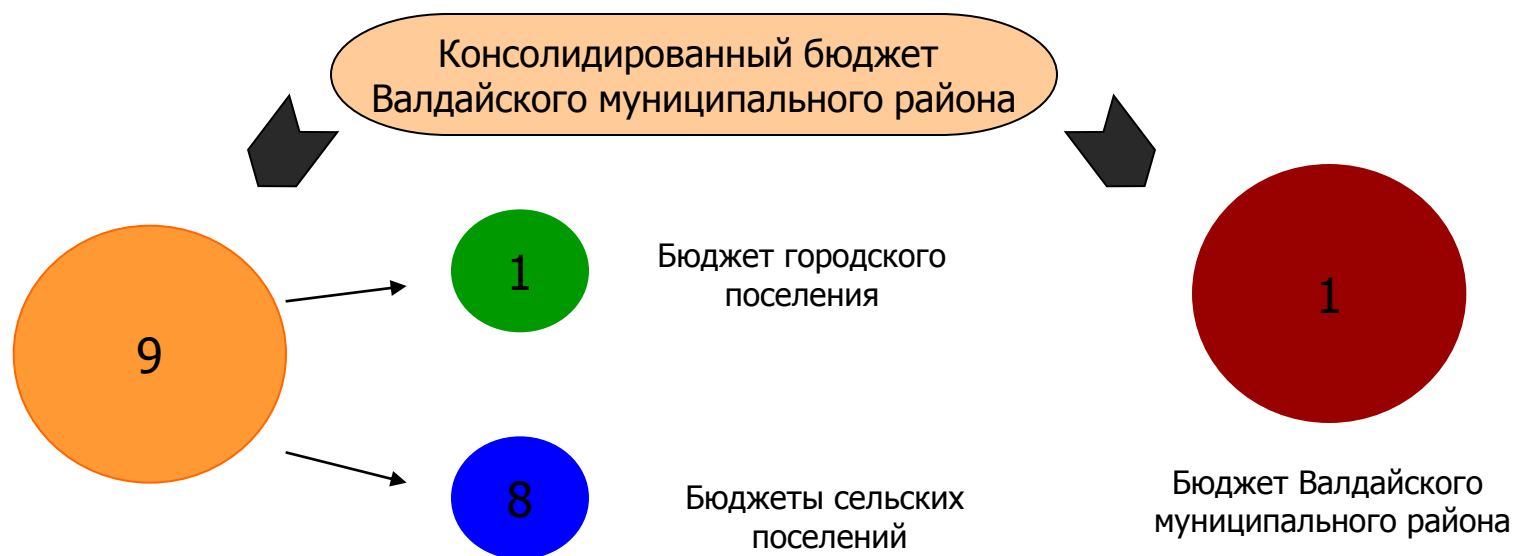 Консолидированный бюджет
Валдайского муниципального района
9
1
Бюджет городского
поселения
8
Бюджеты сельских
поселений
1
Бюджет Валдайского
муниципального района